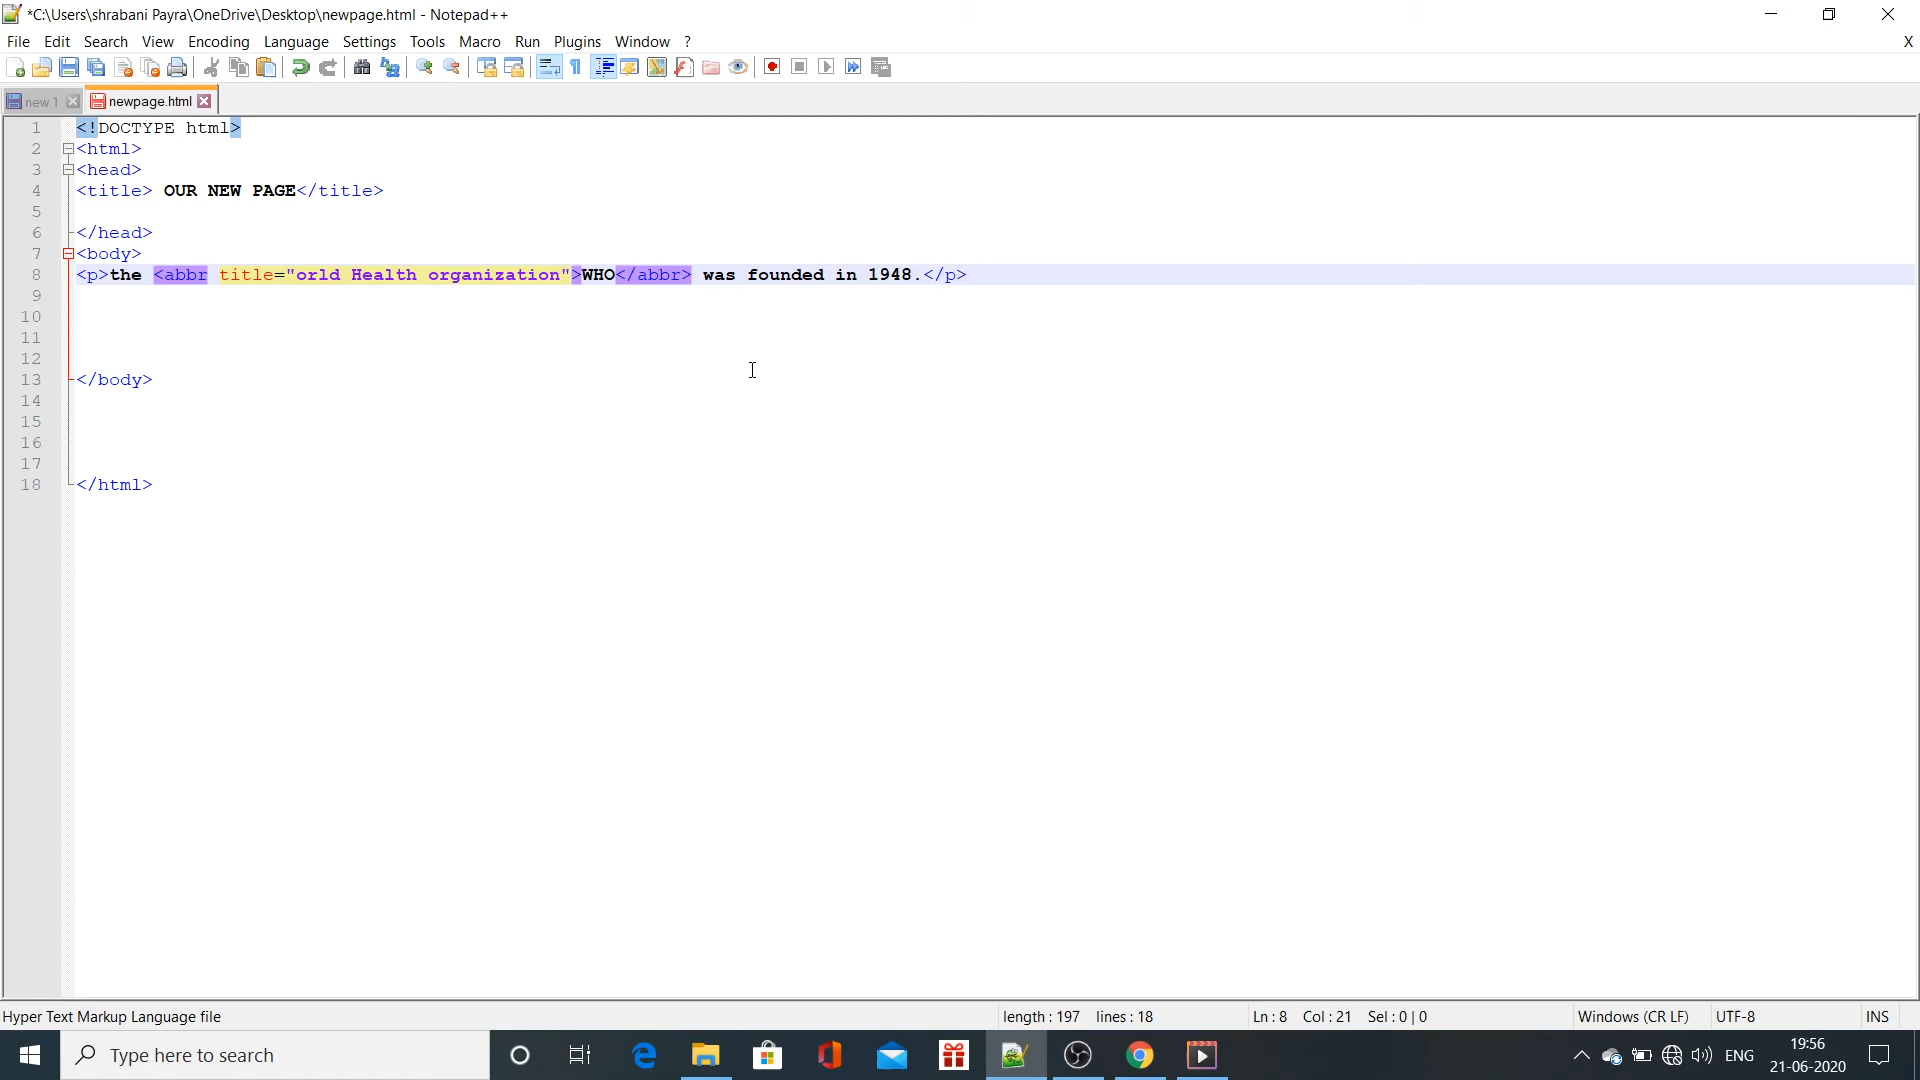 *C:\Users\shrabani Payra\OneDrive\Desktop\newpage.html - Notepad++
File Edit Search View Encoding Language Settings Tools Macro Run Plugins Window ? X
new 1 newpage.html
1 <!DOCTYPE html>
2 <html>
3 <head>
4 <title> OUR NEW PAGE</title>
5
6 </head>
7 <body>
8 <p>the <abbr title="orld Health organization">WHO</abbr> was founded in 1948.</p>
9
10
11
12
13 </body>
14
15
16
17
18 </html>
Hyper Text Markup Language file length : 197 lines : 18 Ln : 8 Col : 21 Sel : 0 | 0 Windows (CR LF) UTF-8 INS
Type here to search ENG 19:56
21-06-2020